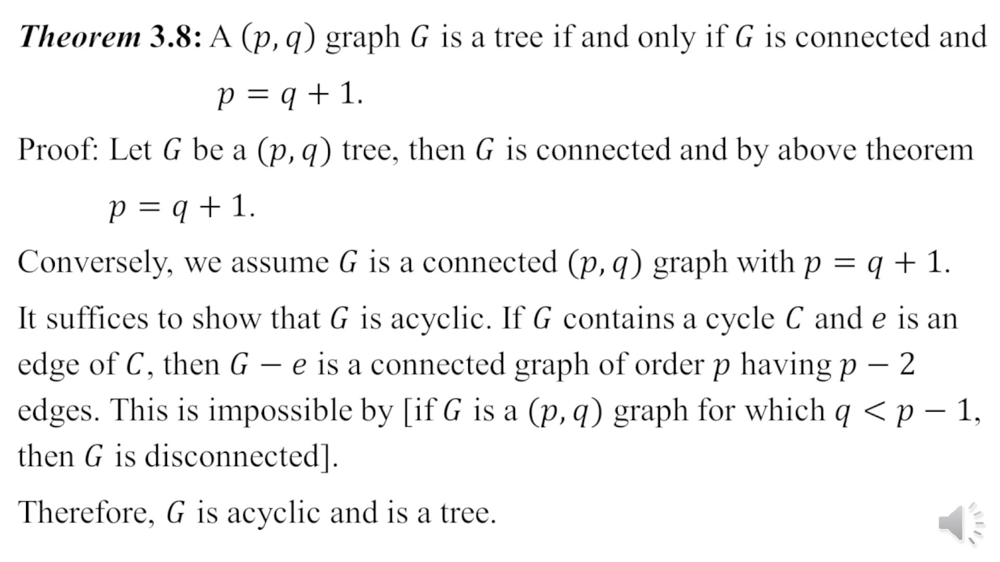 Theorem 3.8: A (p, q) graph G is a tree if and only if G is connected and
p = q + 1.
Proof: Let G be a (p, q) tree, then G is connected and by above theorem
p = q + 1.
Conversely, we assume G is a connected (p, q) graph with p = q + 1.
It suffices to show that G is acyclic. If G contains a cycle C and e is an
edge of C, then G − e is a connected graph of order p having p − 2
edges. This is impossible by [if G is a (p, q) graph for which q < p − 1,
then G is disconnected].
Therefore, G is acyclic and is a tree.